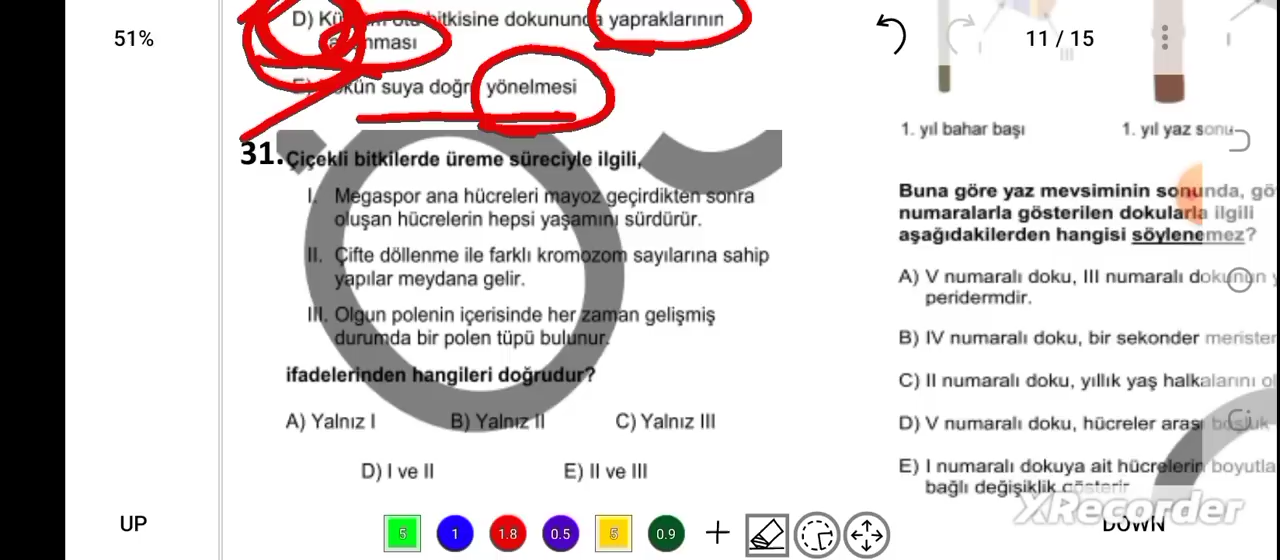 51%
D) bitkisine dokununca yapraklarının
11 / 15
III
suya doğru yönelmesi
1. yıl bahar başı
1. yıl yaz sonu
31. Çiçekli bitkilerde üreme süreciyle ilgili,
I. Megaspor ana hücreleri mayoz geçirdikten sonra
oluşan hücrelerin hepsi yaşamını sürdürür.
II. Çifte döllenme ile farklı kromozom sayılarına sahip
yapılar meydana gelir.
III. Olgun polenin içerisinde her zaman gelişmiş
durumda bir polen tüpü bulunur.
ifadelerinden hangileri doğrudur?
A) Yalnız I
B) Yalnız II
C) Yalnız III
D) I ve II
E) II ve III
Buna göre yaz mevsiminin sonunda,
numaralarla gösterilen dokularla ilgili
aşağıdakilerden hangisi söylenemez?
A) V numaralı doku, III numaralı dokunun
peridermdir.
B) IV numaralı doku, bir sekonder
C) II numaralı doku, yıllık yaş halkalarını
D) V numaralı doku, hücreler arası boşluk
E) I numaralı dokuya ait hücrelerin
bağlı değişiklik gösterir
XRecorder
UP
5
1
1.8
0.5
5
0.9
DOWN